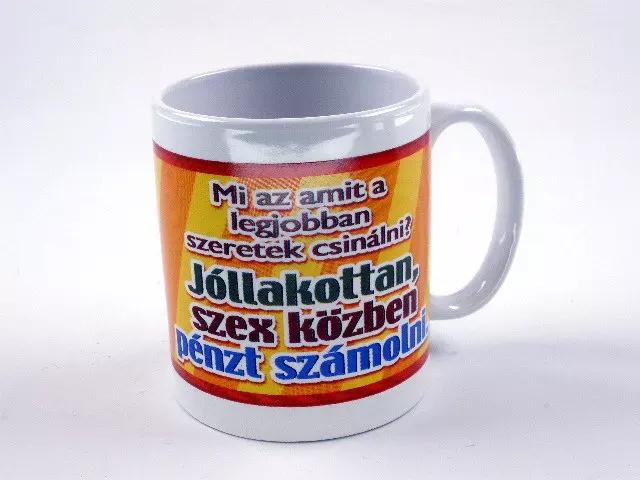 Mi az amit a
legjobban
szeretek csinálni?
Jóllakottan,
szex közben
pénzt számolni.